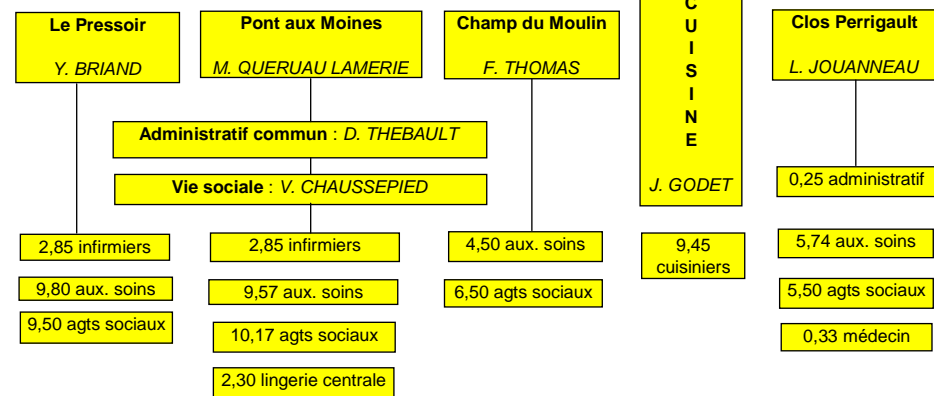 Le Pressoir
Y. BRIAND
Pont aux Moines
M. QUERUAU LAMERIE
Champ du Moulin
F. THOMAS
C
U
I
S
I
N
E
J. GODET
Clos Perrigault
L. JOUANNEAU
Administratif commun : D. THEBAULT
Vie sociale : V. CHAUSSEPIED
2,85 infirmiers
9,80 aux. soins
9,50 agts sociaux
2,85 infirmiers
9,57 aux. soins
10,17 agts sociaux
2,30 lingerie centrale
4,50 aux. soins
6,50 agts sociaux
9,45
cuisiniers
0,25 administratif
5,74 aux. soins
5,50 agts sociaux
0,33 médecin